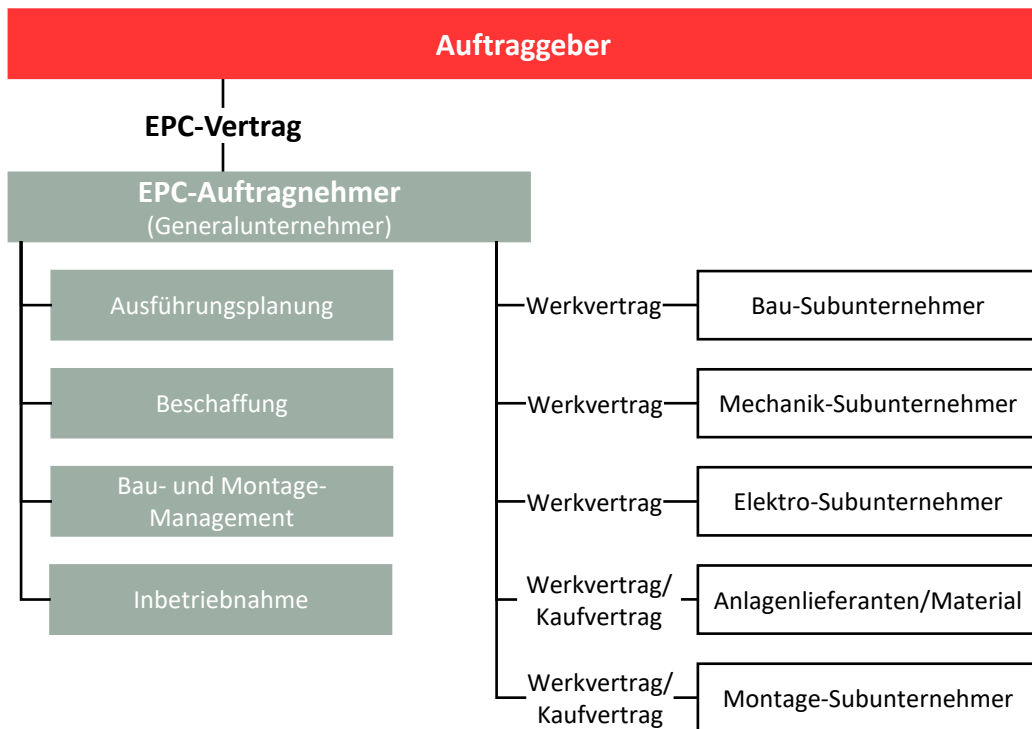 Auftraggeber
EPC-Vertrag
EPC-Auftragnehmer
(Generalunternehmer)
Ausführungsplanung
Werkvertrag
Bau-Subunternehmer
Beschaffung
Werkvertrag
Mechanik-Subunternehmer
Bau- und Montage-
Management
Werkvertrag
Elektro-Subunternehmer
Inbetriebnahme
Werkvertrag/
Kaufvertrag
Anlagenlieferanten/Material
Werkvertrag/
Kaufvertrag
Montage-Subunternehmer